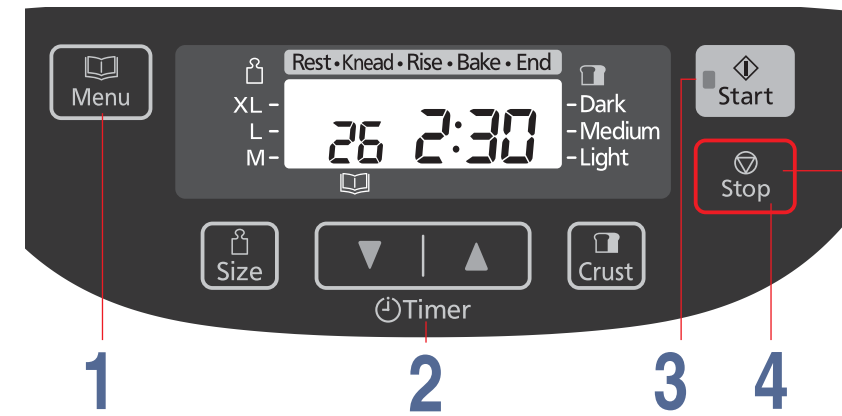 Menu
Rest • Knead • Rise • Bake • End
XL
L
M
26 2:30
Dark
Medium
Light
Start
Stop
Size
Timer
Crust
1
2
3
4